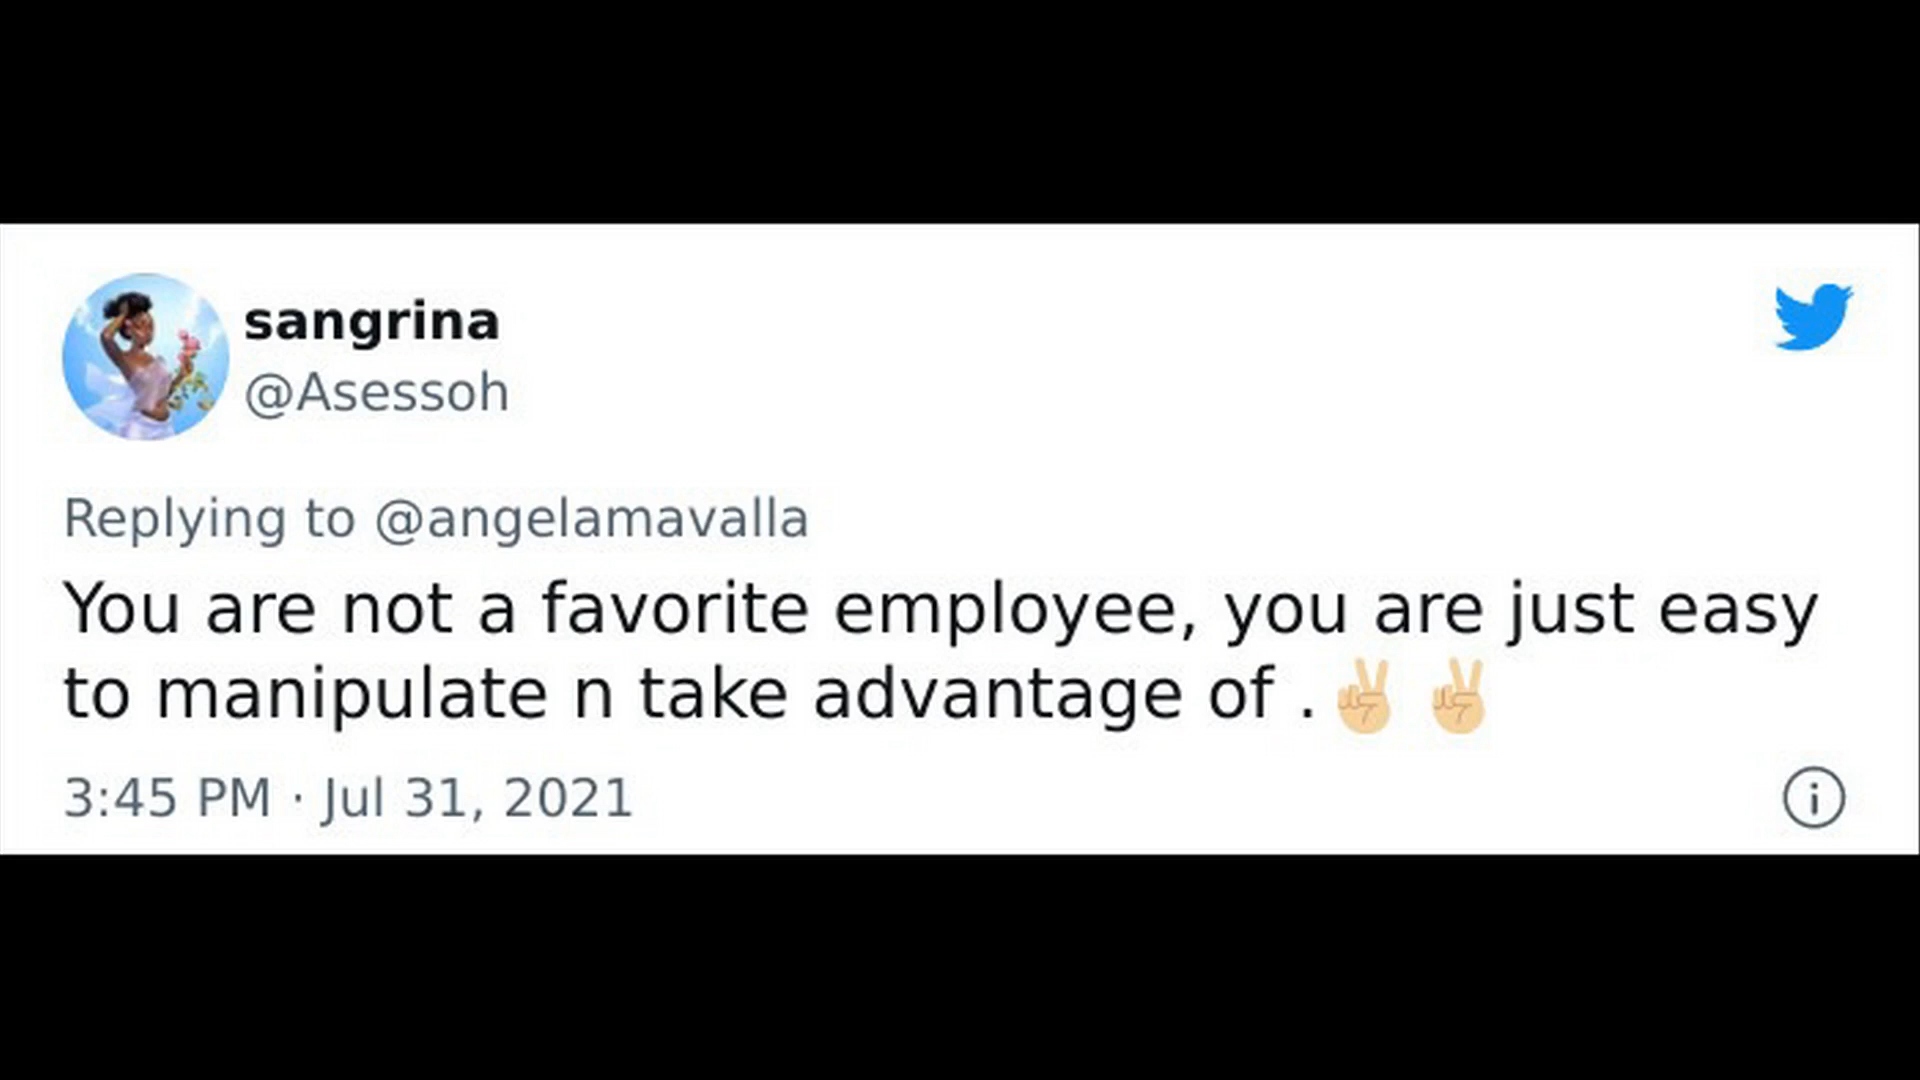 sangrina
@Asessoh
Replying to @angelamavalla
You are not a favorite employee, you are just easy
to manipulate n take advantage of .✌🏼 ✌🏼
3:45 PM · Jul 31, 2021